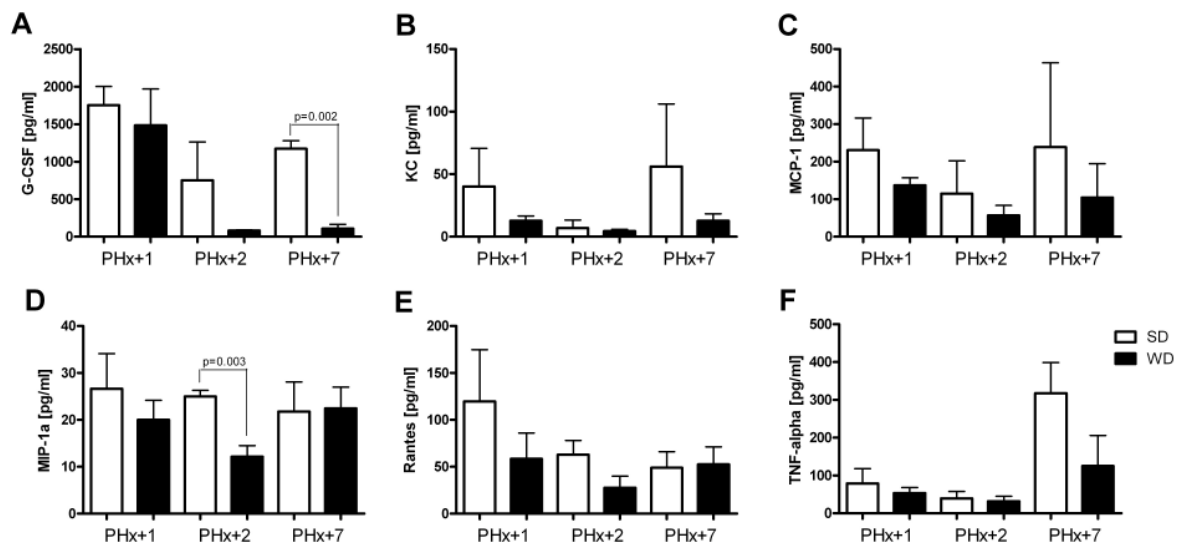 A
G-CSF [pg/ml]
2500
2000
1500
1000
500
0
p=0.002
PHx+1 PHx+2 PHx+7
B
KC [pg/ml]
150
100
50
0
PHx+1 PHx+2 PHx+7
C
MCP-1 [pg/ml]
500
400
300
200
100
0
PHx+1 PHx+2 PHx+7
D
MIP-1a [pg/ml]
40
30
20
10
0
p=0.003
PHx+1 PHx+2 PHx+7
E
Rantes [pg/ml]
200
150
100
50
0
PHx+1 PHx+2 PHx+7
F
TNF-alpha [pg/ml]
500
400
300
200
100
0
PHx+1 PHx+2 PHx+7
SD
WD